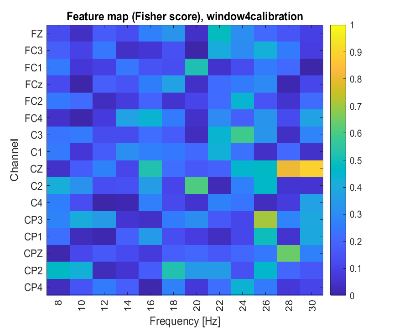 Feature map (Fisher score), window4calibration
FZ
FC3
FC1
FCz
FC2
FC4
C3
C1
CZ
C2
C4
CP3
CP1
CPZ
CP2
CP4
Channel
8 10 12 14 16 18 20 22 24 26 28 30
Frequency [Hz]
1
0.9
0.8
0.7
0.6
0.5
0.4
0.3
0.2
0.1
0